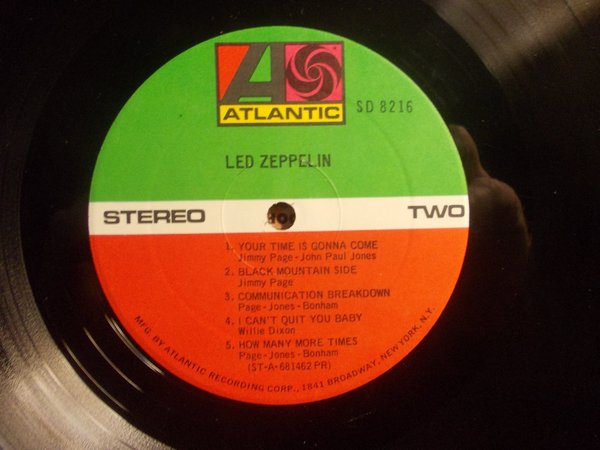 ATLANTIC
SD 8216
LED ZEPPELIN
STEREO TWO
1. YOUR TIME IS GONNA COME
Jimmy Page - John Paul Jones
2. BLACK MOUNTAIN SIDE
Jimmy Page
3. COMMUNICATION BREAKDOWN
Page - Jones - Bonham
4. I CAN'T QUIT YOU BABY
Willie Dixon
5. HOW MANY MORE TIMES
Page - Jones - Bonham
(ST-A-681462 PR)
MFG. BY ATLANTIC RECORDING CORP., 1841 BROADWAY, NEW YORK, N.Y.